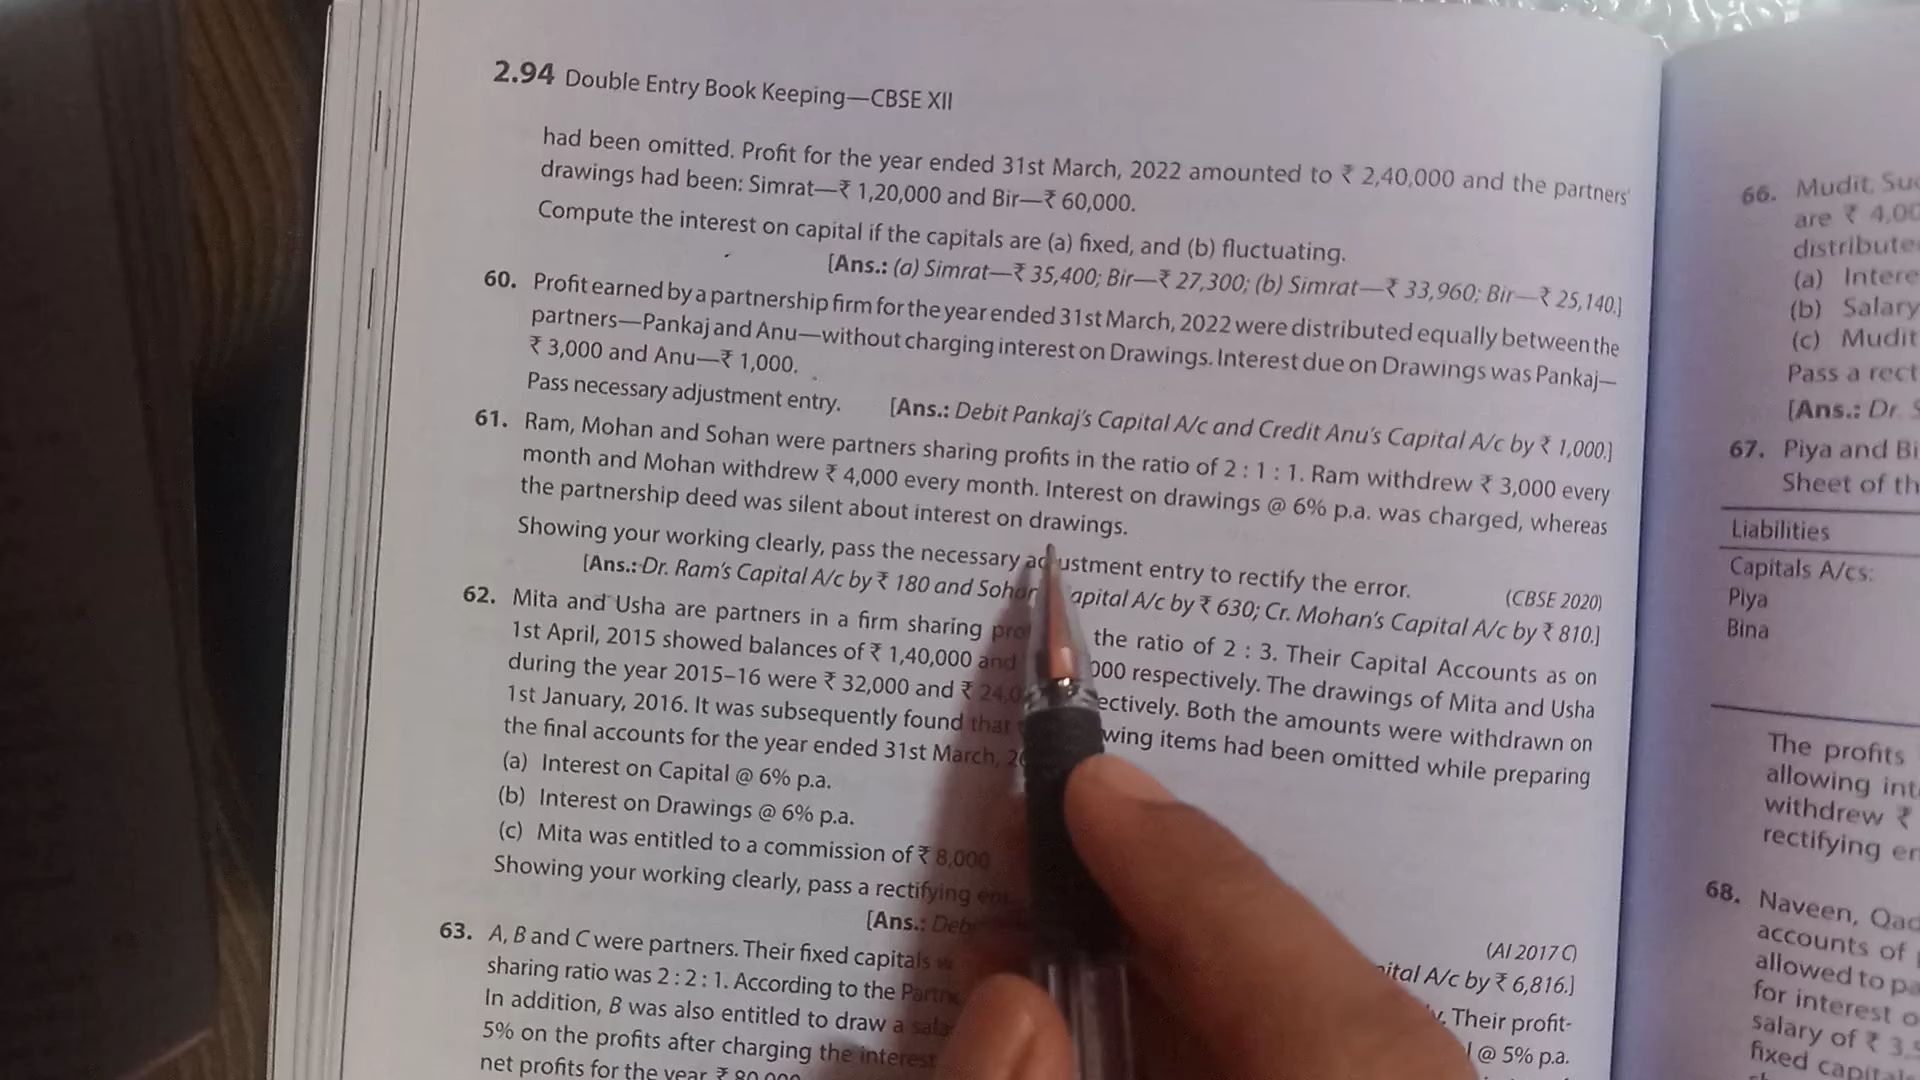 2.94 Double Entry Book Keeping—CBSE XII
had been omitted. Profit for the year ended 31st March, 2022 amounted to ₹ 2,40,000 and the partners'
drawings had been: Simrat—₹ 1,20,000 and Bir—₹ 60,000.
Compute the interest on capital if the capitals are (a) fixed, and (b) fluctuating.
[Ans.: (a) Simrat—₹ 35,400; Bir—₹ 27,300; (b) Simrat—₹ 33,960; Bir—₹ 25,140.]
60. Profit earned by a partnership firm for the year ended 31st March, 2022 were distributed equally between the
partners—Pankaj and Anu—without charging interest on Drawings. Interest due on Drawings was Pankaj—
₹ 3,000 and Anu—₹ 1,000.
Pass necessary adjustment entry. [Ans.: Debit Pankaj's Capital A/c and Credit Anu's Capital A/c by ₹ 1,000.]
61. Ram, Mohan and Sohan were partners sharing profits in the ratio of 2 : 1 : 1. Ram withdrew ₹ 3,000 every
month and Mohan withdrew ₹ 4,000 every month. Interest on drawings @ 6% p.a. was charged, whereas
the partnership deed was silent about interest on drawings.
Showing your working clearly, pass the necessary adjustment entry to rectify the error. (CBSE 2020)
[Ans.: Dr. Ram's Capital A/c by ₹ 180 and Sohan Capital A/c by ₹ 630; Cr. Mohan's Capital A/c by ₹ 810.]
62. Mita and Usha are partners in a firm sharing the ratio of 2 : 3. Their Capital Accounts as on
1st April, 2015 showed balances of ₹ 1,40,000 and 000 respectively. The drawings of Mita and Usha
during the year 2015–16 were ₹ 32,000 and ₹ 24,0 ectively. Both the amounts were withdrawn on
1st January, 2016. It was subsequently found that wing items had been omitted while preparing
the final accounts for the year ended 31st March,
(a) Interest on Capital @ 6% p.a.
(b) Interest on Drawings @ 6% p.a.
(c) Mita was entitled to a commission of ₹ 8,000
Showing your working clearly, pass a rectifying (AI 2017 C)
[Ans.: Deb ital A/c by ₹ 6,816.]
63. A, B and C were partners. Their fixed capitals Their profit-
sharing ratio was 2 : 2 : 1. According to the @ 5% p.a.
In addition, B was also entitled to draw a
5% on the profits after charging the interest
net profits for the year ₹ 80,000
66. Mudit,
are ₹ 4,00
distribute
(a) Intere
(b) Salary
(c) Mudit
Pass a rect
[Ans.: Dr.
67. Piya and Bi
Sheet of th
Liabilities
Capitals A/cs:
Piya
Bina
The profits
allowing int
withdrew ₹
rectifying en
68. Naveen, Qad
accounts of
allowed to pa
for interest o
salary of ₹ 3,
fixed capita